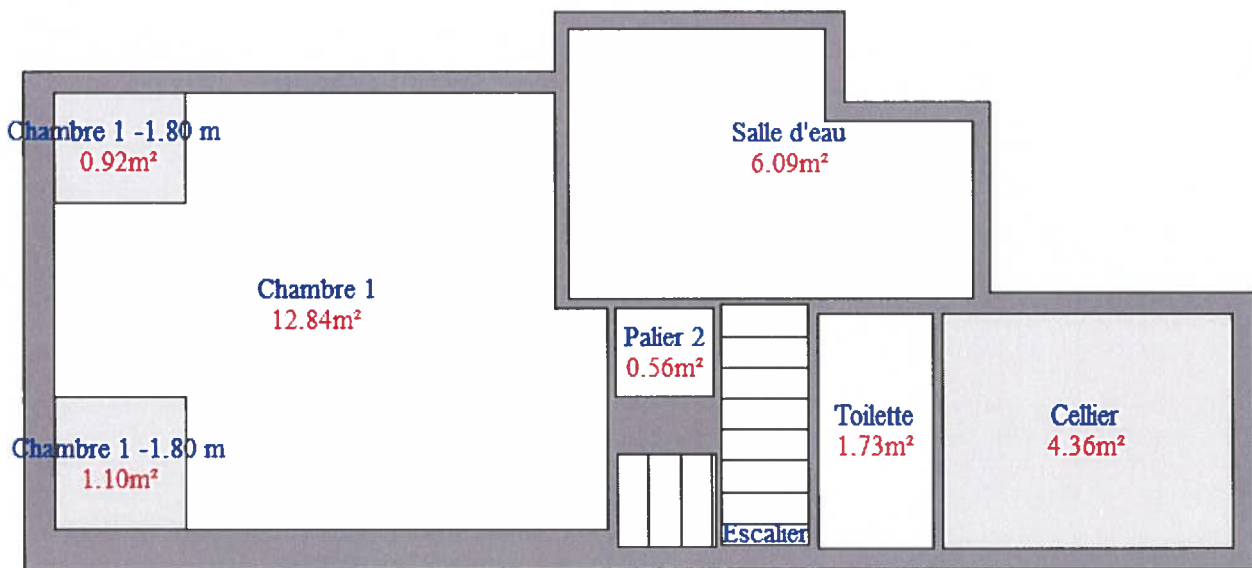 Chambre 1 -1.80 m
0.92m²
Salle d'eau
6.09m²
Chambre 1
12.84m²
Palier 2
0.56m²
Chambre 1 -1.80 m
1.10m²
Toilette
1.73m²
Cellier
4.36m²
Escalier